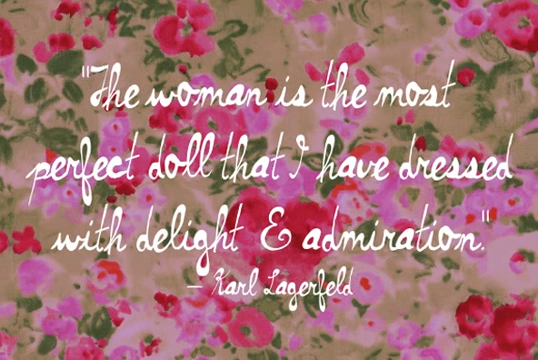 "The woman is the most
perfect doll that I have dressed
with delight & admiration."
- Karl Lagerfeld